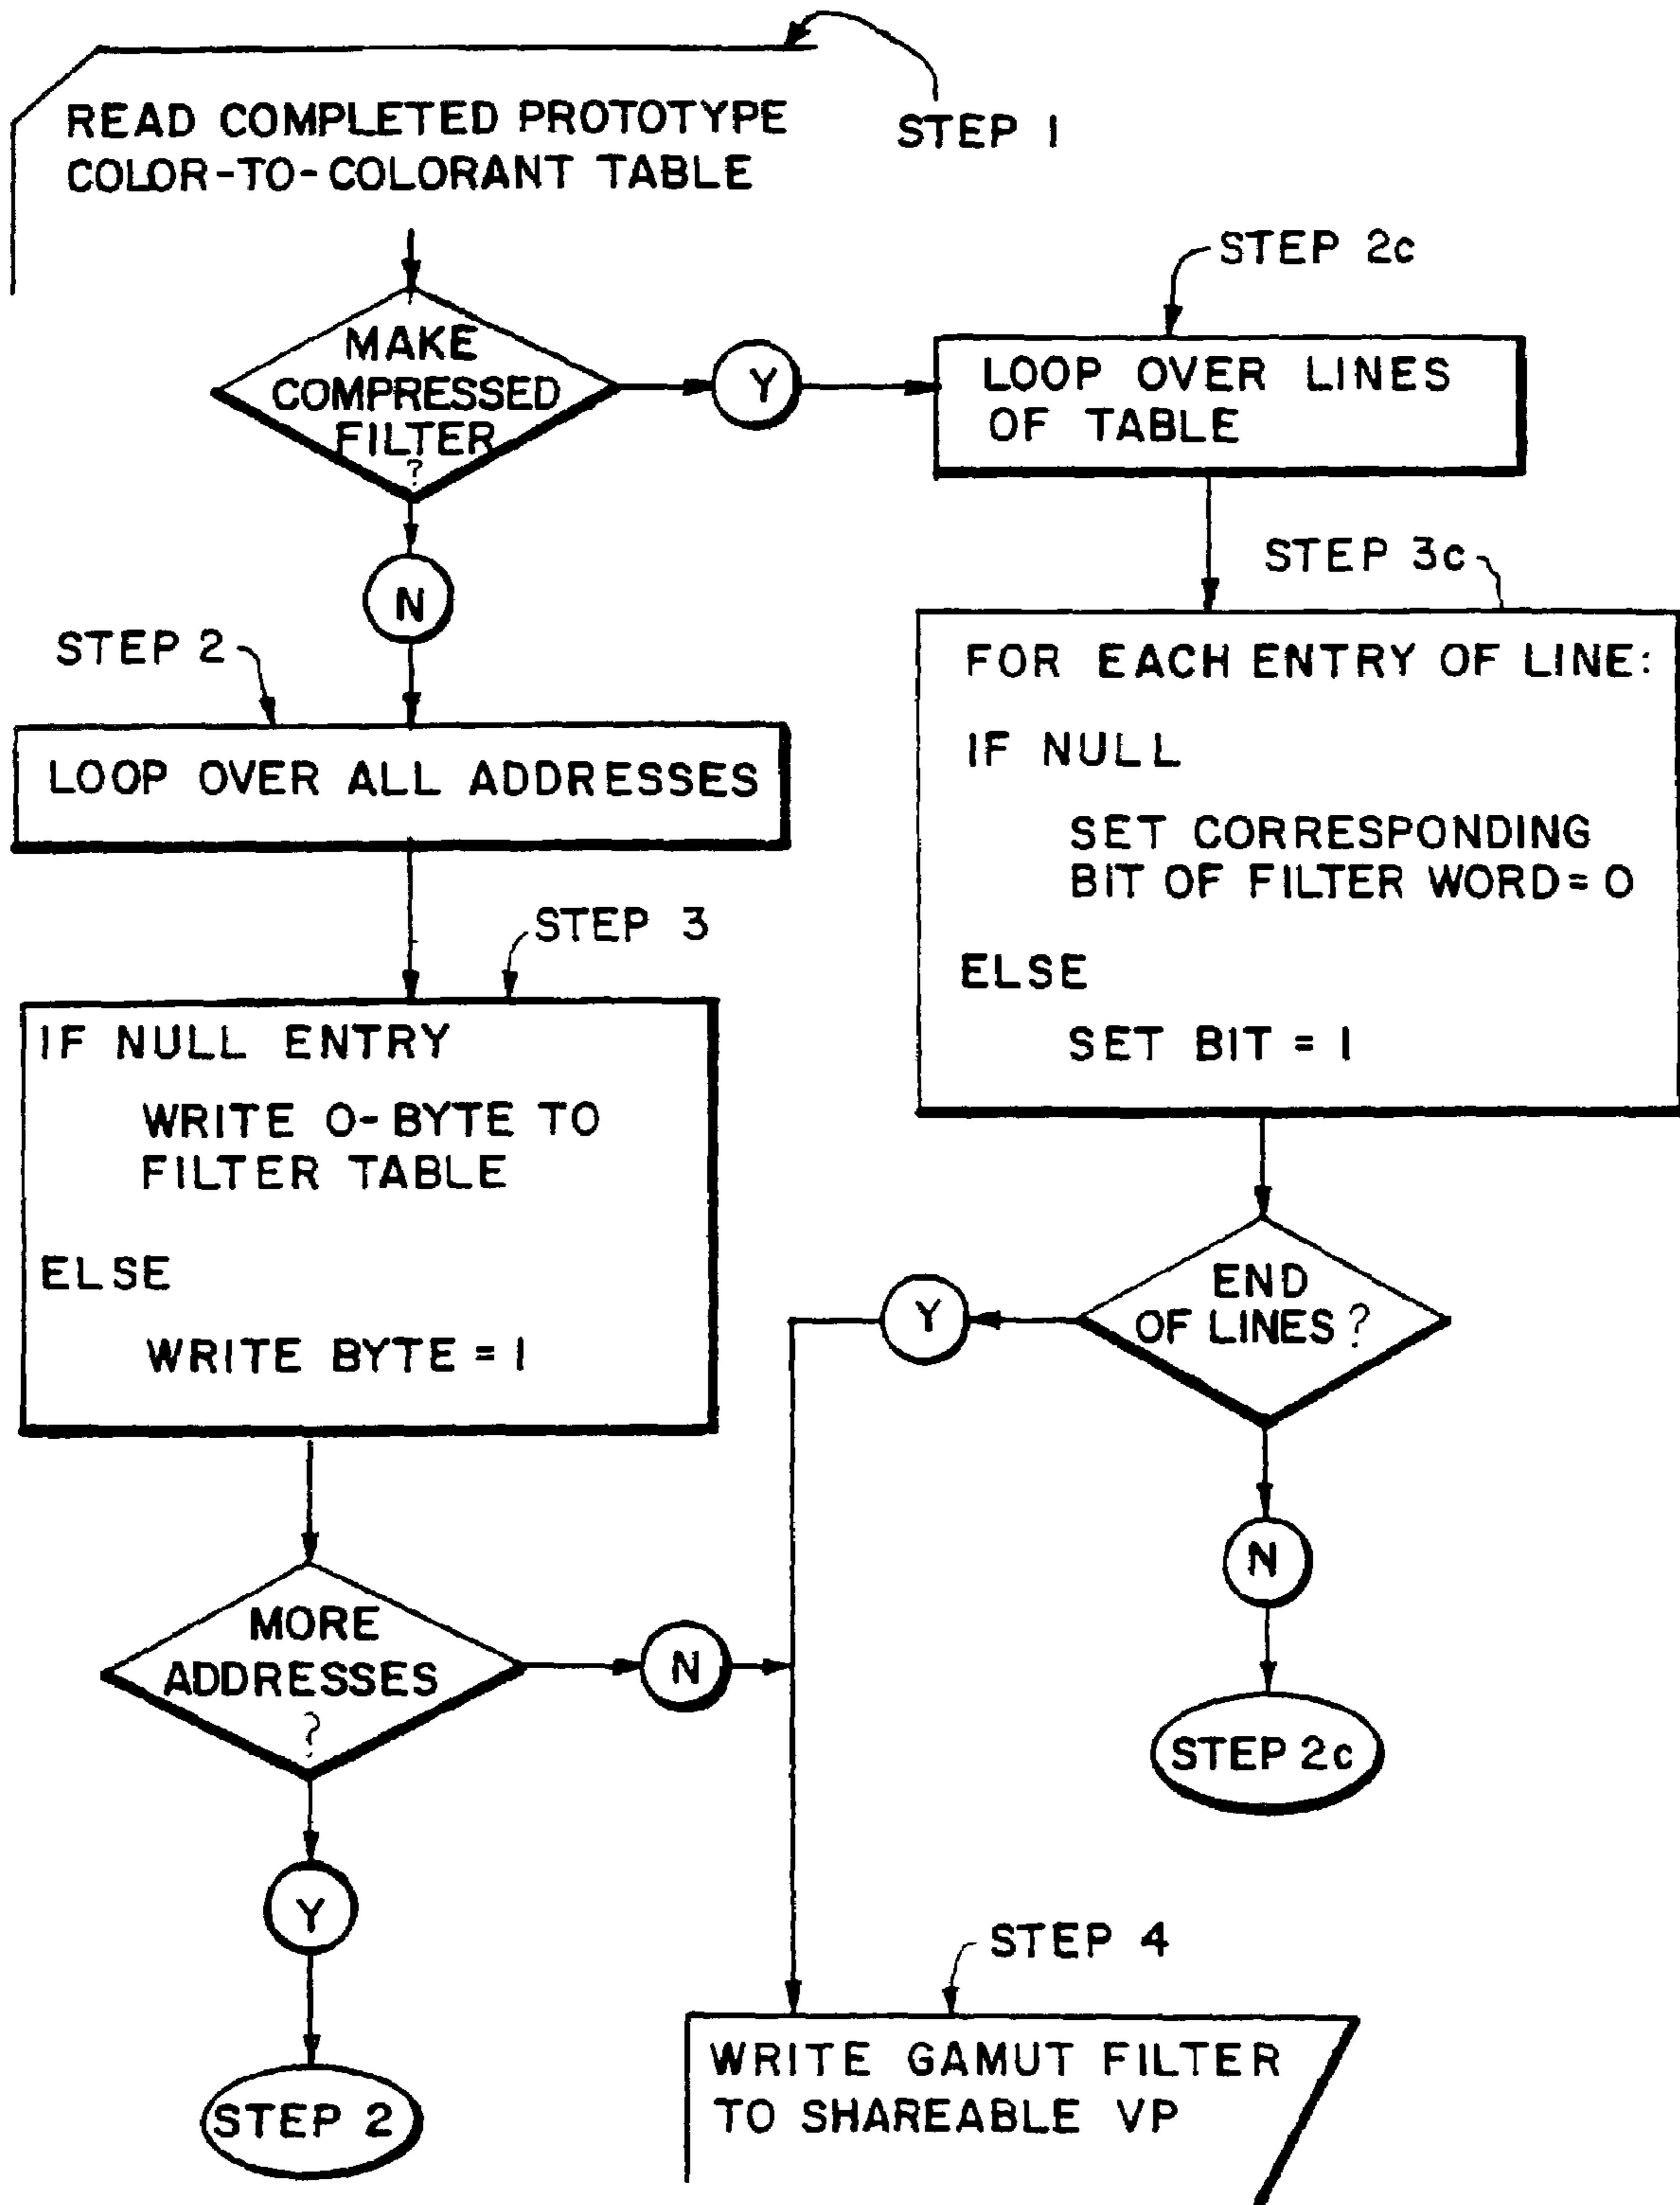 STEP 1
READ COMPLETED PROTOTYPE
COLOR-TO-COLORANT TABLE
MAKE
COMPRESSED
FILTER
?
Y
STEP 2c
LOOP OVER LINES
OF TABLE
N
STEP 2
LOOP OVER ALL ADDRESSES
STEP 3
IF NULL ENTRY
WRITE 0-BYTE TO
FILTER TABLE
ELSE
WRITE BYTE = 1
MORE
ADDRESSES
?
N
Y
STEP 2
STEP 3c
FOR EACH ENTRY OF LINE:
IF NULL
SET CORRESPONDING
BIT OF FILTER WORD = 0
ELSE
SET BIT = 1
END
OF LINES ?
Y
N
STEP 2c
STEP 4
WRITE GAMUT FILTER
TO SHAREABLE VP